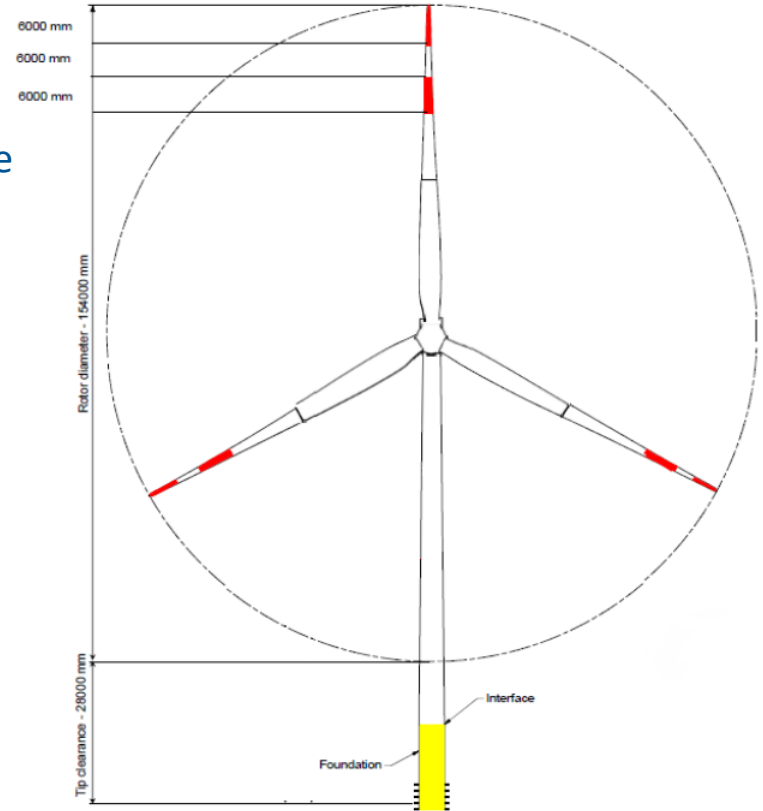 6000 mm
6000 mm
6000 mm
e
Rotor diameter - 154000 mm
Interface
Tip clearance - 28000 mm
Foundation